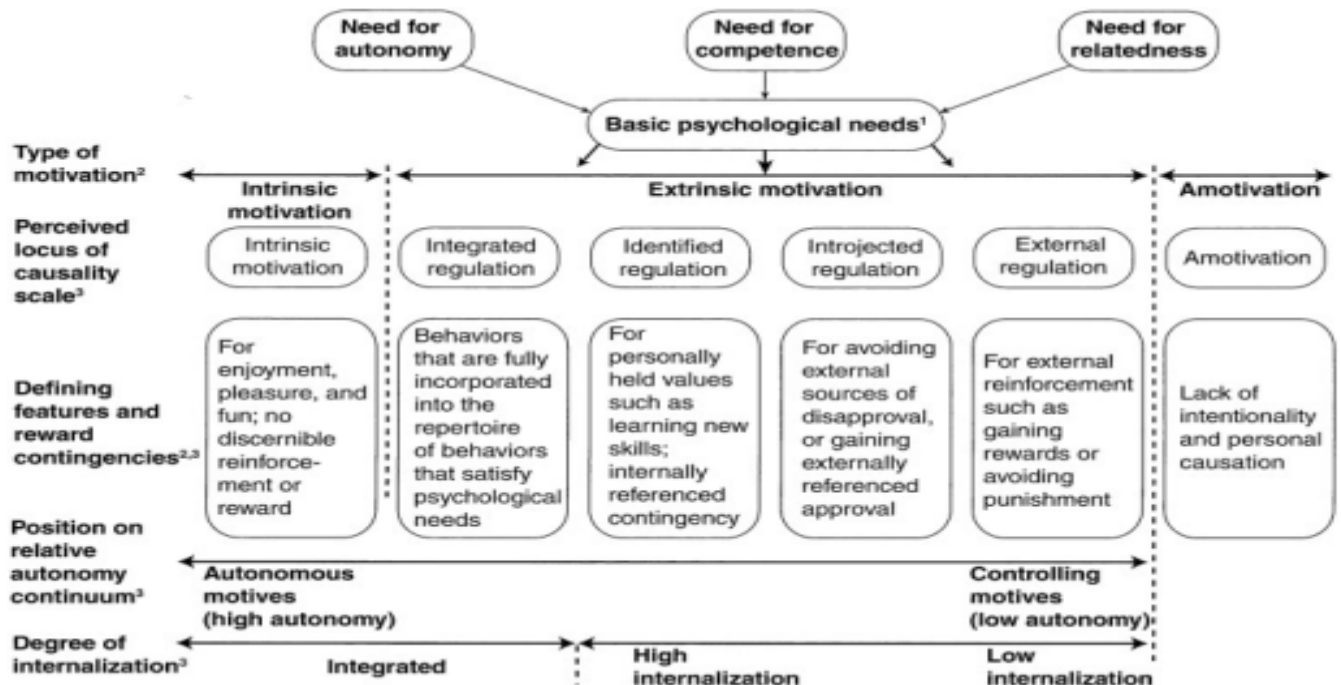 Need for
autonomy
Need for
competence
Need for
relatedness
Basic psychological needs¹
Type of
motivation²
Intrinsic
motivation
Extrinsic motivation
Amotivation
Perceived
locus of
causality
scale³
Intrinsic
motivation
Integrated
regulation
Identified
regulation
Introjected
regulation
External
regulation
Amotivation
Defining
features and
reward
contingencies²,³
For
enjoyment,
pleasure, and
fun; no
discernible
reinforce-
ment or
reward
Behaviors
that are fully
incorporated
into the
repertoire
of behaviors
that satisfy
psychological
needs
For
personally
held values
such as
learning new
skills;
internally
referenced
contingency
For avoiding
external
sources of
disapproval,
or gaining
externally
referenced
approval
For external
reinforcement
such as
gaining
rewards or
avoiding
punishment
Lack of
intentionality
and personal
causation
Position on
relative
autonomy
continuum³
Autonomous
motives
(high autonomy)
Controlling
motives
(low autonomy)
Degree of
internalization³
Integrated
High
internalization
Low
internalization